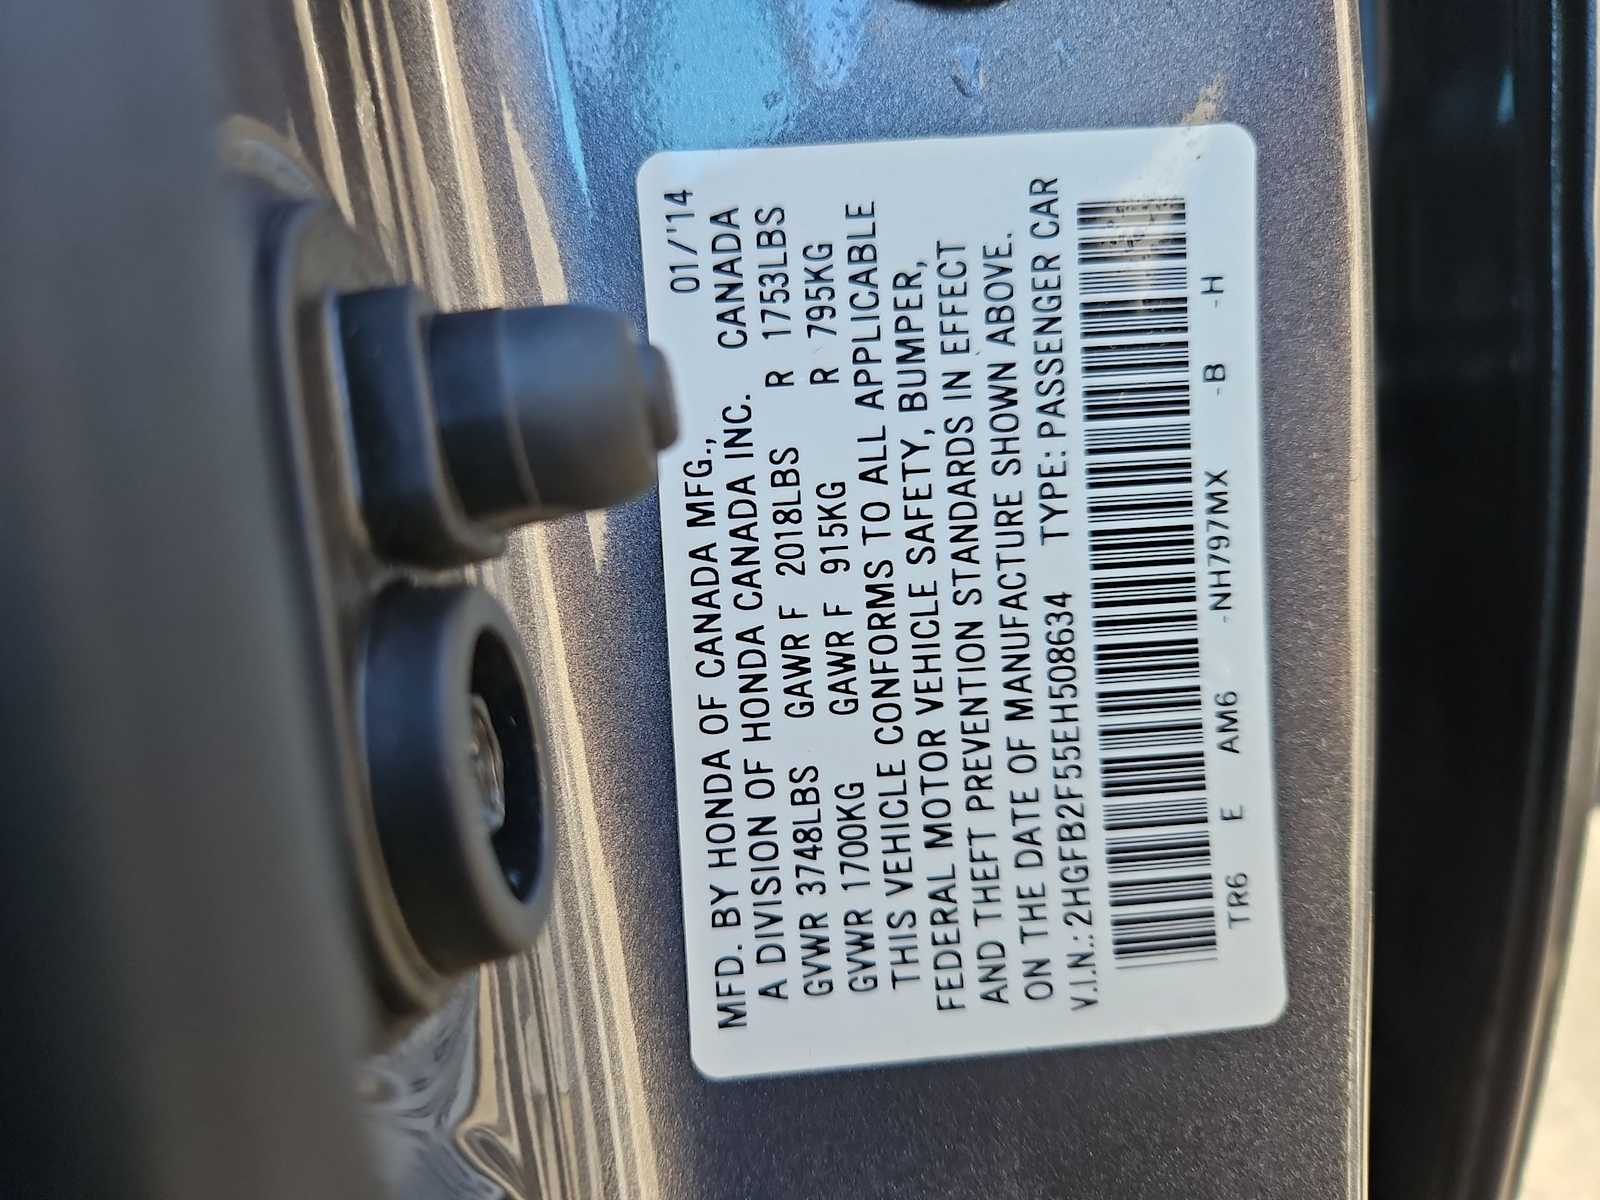 MFD. BY HONDA OF CANADA MFG., 01/'14
A DIVISION OF HONDA CANADA INC. CANADA
GVWR 3748LBS GAWR F 2018LBS R 1753LBS
GVWR 1700KG GAWR F 915KG R 795KG
THIS VEHICLE CONFORMS TO ALL APPLICABLE
FEDERAL MOTOR VEHICLE SAFETY, BUMPER,
AND THEFT PREVENTION STANDARDS IN EFFECT
ON THE DATE OF MANUFACTURE SHOWN ABOVE.
V.I.N.: 2HGFB2F55EH508634 TYPE: PASSENGER CAR
TR6 E AM6 -NH797MX -B -H